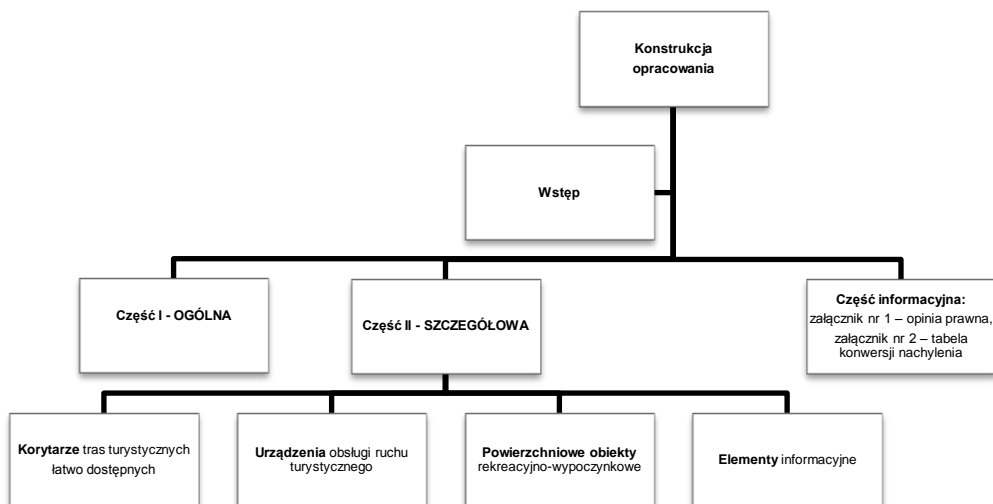 Konstrukcja
opracowania
Wstęp
Część I - OGÓLNA
Część II - SZCZEGÓŁOWA
Część informacyjna:
załącznik nr 1 – opinia prawna,
załącznik nr 2 – tabela
konwersji nachylenia
Korytarze tras turystycznych
łatwo dostępnych
Urządzenia obsługi ruchu
turystycznego
Powierzchniowe obiekty
rekreacyjno-wypoczynkowe
Elementy informacyjne